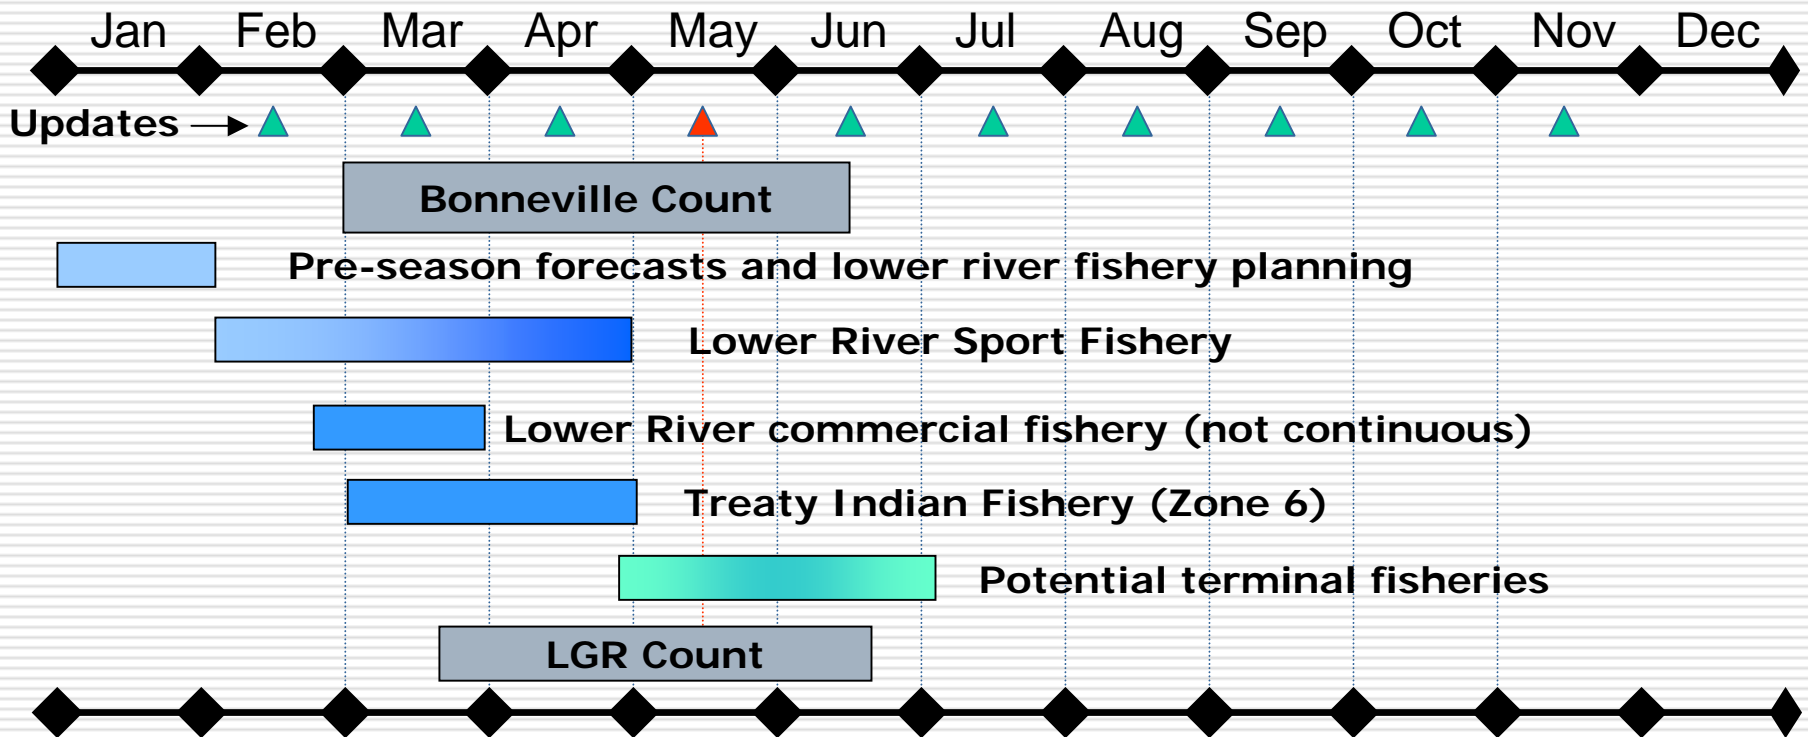 Jan Feb Mar Apr May Jun Jul Aug Sep Oct Nov Dec
Updates
Bonneville Count
Pre-season forecasts and lower river fishery planning
Lower River Sport Fishery
Lower River commercial fishery (not continuous)
Treaty Indian Fishery (Zone 6)
Potential terminal fisheries
LGR Count